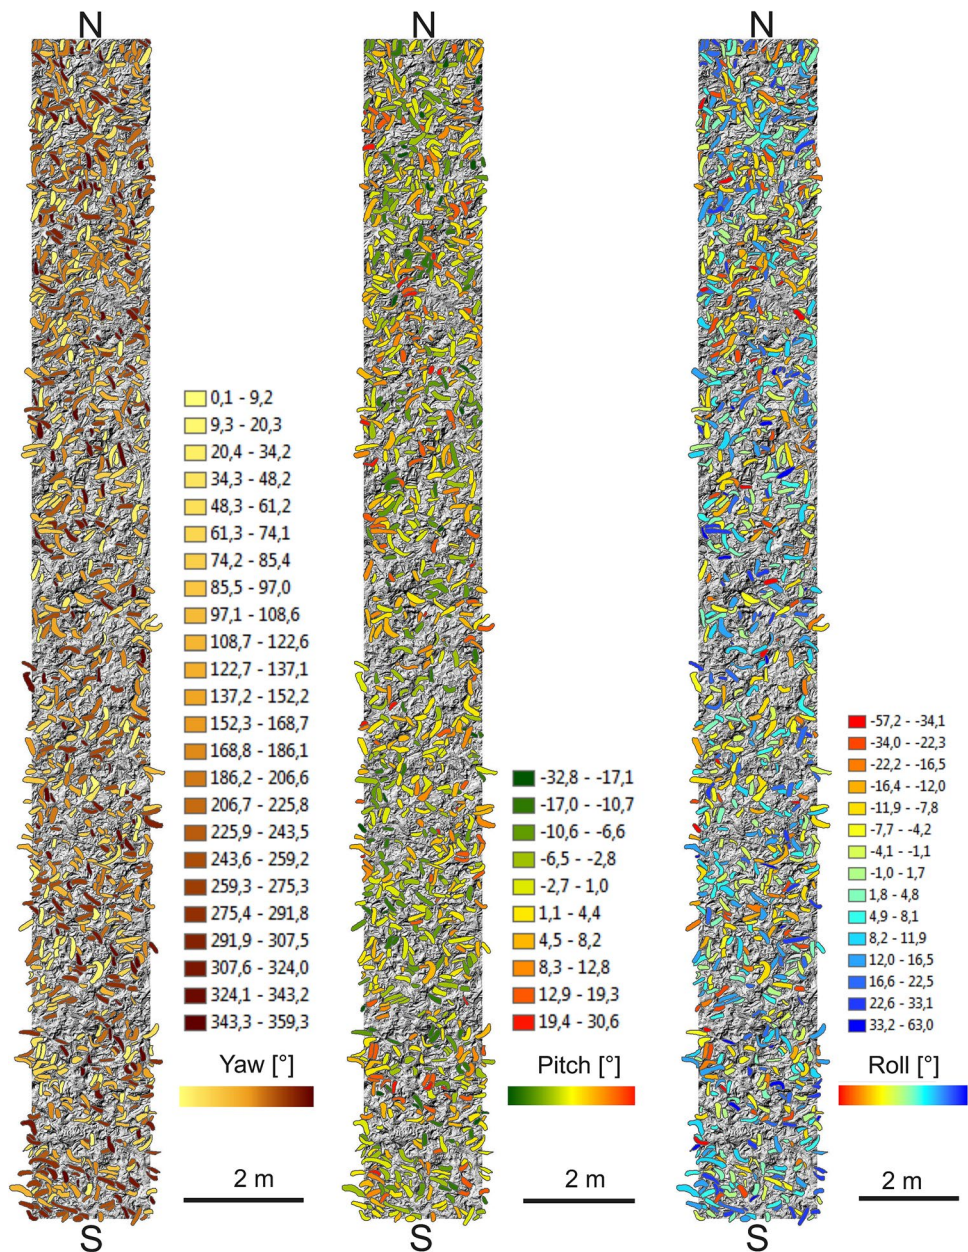 N
N
N
0,1 - 9,2
9,3 - 20,3
20,4 - 34,2
34,3 - 48,2
48,3 - 61,2
61,3 - 74,1
74,2 - 85,4
85,5 - 97,0
97,1 - 108,6
108,7 - 122,6
122,7 - 137,1
137,2 - 152,2
152,3 - 168,7
168,8 - 186,1
186,2 - 206,6
206,7 - 225,8
225,9 - 243,5
243,6 - 259,2
259,3 - 275,3
275,4 - 291,8
291,9 - 307,5
307,6 - 324,0
324,1 - 343,2
343,3 - 359,3
Yaw [°]
2 m
-32,8 - -17,1
-17,0 - -10,7
-10,6 - -6,6
-6,5 - -2,8
-2,7 - 1,0
1,1 - 4,4
4,5 - 8,2
8,3 - 12,8
12,9 - 19,3
19,4 - 30,6
Pitch [°]
2 m
-57,2 - -34,1
-34,0 - -22,3
-22,2 - -16,5
-16,4 - -12,0
-11,9 - -7,8
-7,7 - -4,2
-4,1 - -1,1
-1,0 - 1,7
1,8 - 4,8
4,9 - 8,1
8,2 - 11,9
12,0 - 16,5
16,6 - 22,5
22,6 - 33,1
33,2 - 63,0
Roll [°]
2 m
S
S
S